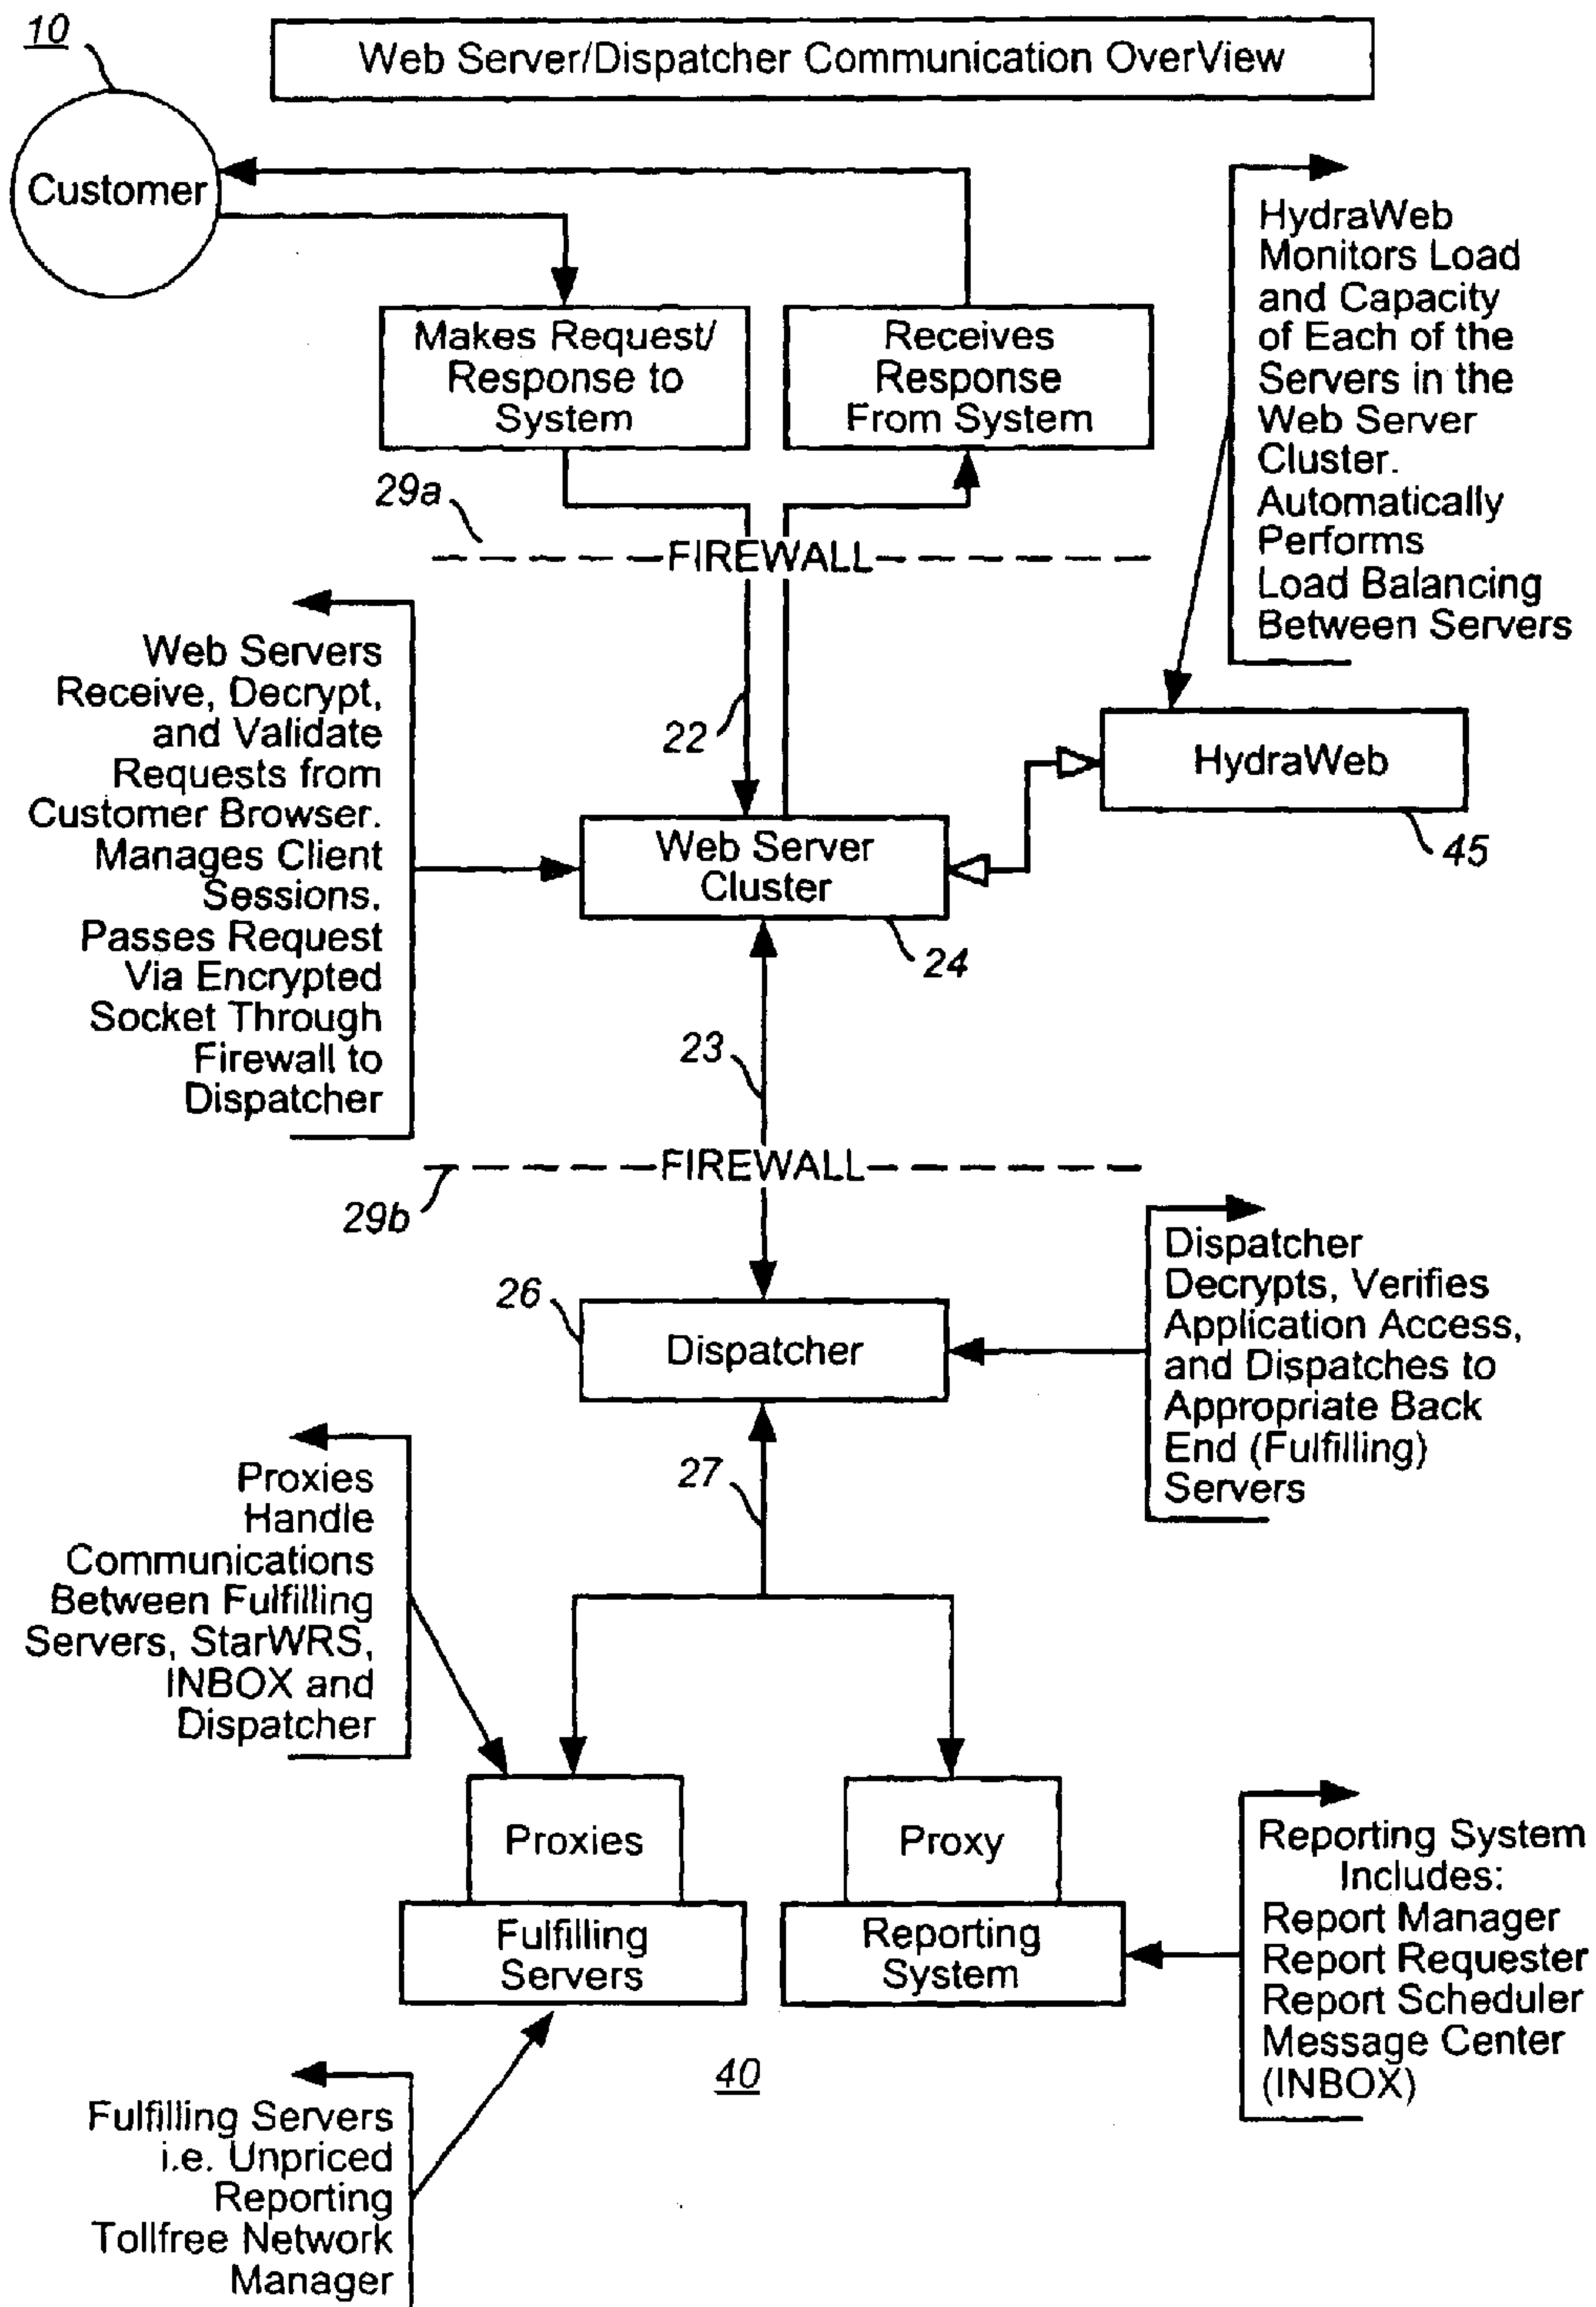 10
Web Server/Dispatcher Communication OverView
Customer
Makes Request/
Response to
System
Receives
Response
From System
HydraWeb
Monitors Load
and Capacity
of Each of the
Servers in the
Web Server
Cluster.
Automatically
Performs
Load Balancing
Between Servers
29a
FIREWALL
Web Servers
Receive, Decrypt,
and Validate
Requests from
Customer Browser.
Manages Client
Sessions.
Passes Request
Via Encrypted
Socket Through
Firewall to
Dispatcher
22
HydraWeb
45
Web Server
Cluster
24
23
FIREWALL
29b
26
Dispatcher
Dispatcher
Decrypts, Verifies
Application Access,
and Dispatches to
Appropriate Back
End (Fulfilling)
Servers
27
Proxies
Handle
Communications
Between Fulfilling
Servers, StarWRS,
INBOX and
Dispatcher
Proxies
Proxy
Fulfilling
Servers
Reporting
System
Reporting System
Includes:
Report Manager
Report Requester
Report Scheduler
Message Center
(INBOX)
40
Fulfilling Servers
i.e. Unpriced
Reporting
Tollfree Network
Manager